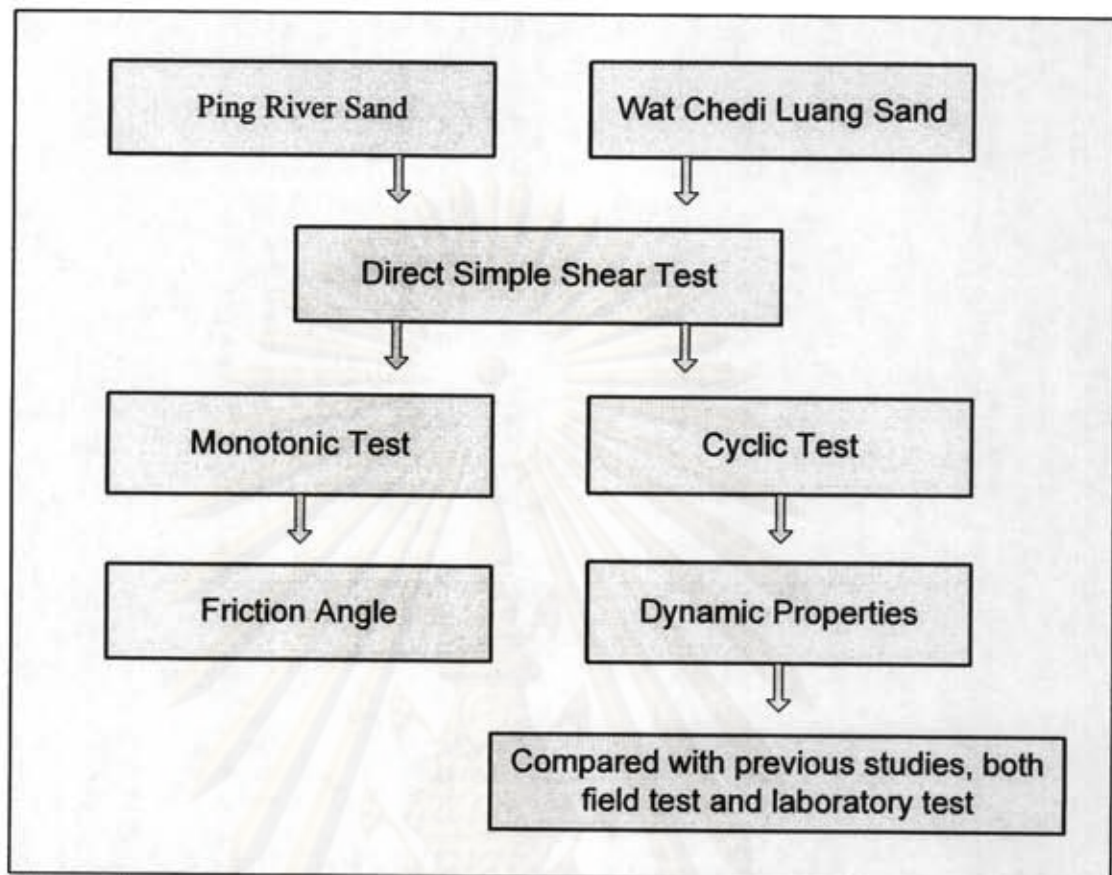 Ping River Sand
Wat Chedi Luang Sand
Direct Simple Shear Test
Monotonic Test
Cyclic Test
Friction Angle
Dynamic Properties
Compared with previous studies, both
field test and laboratory test